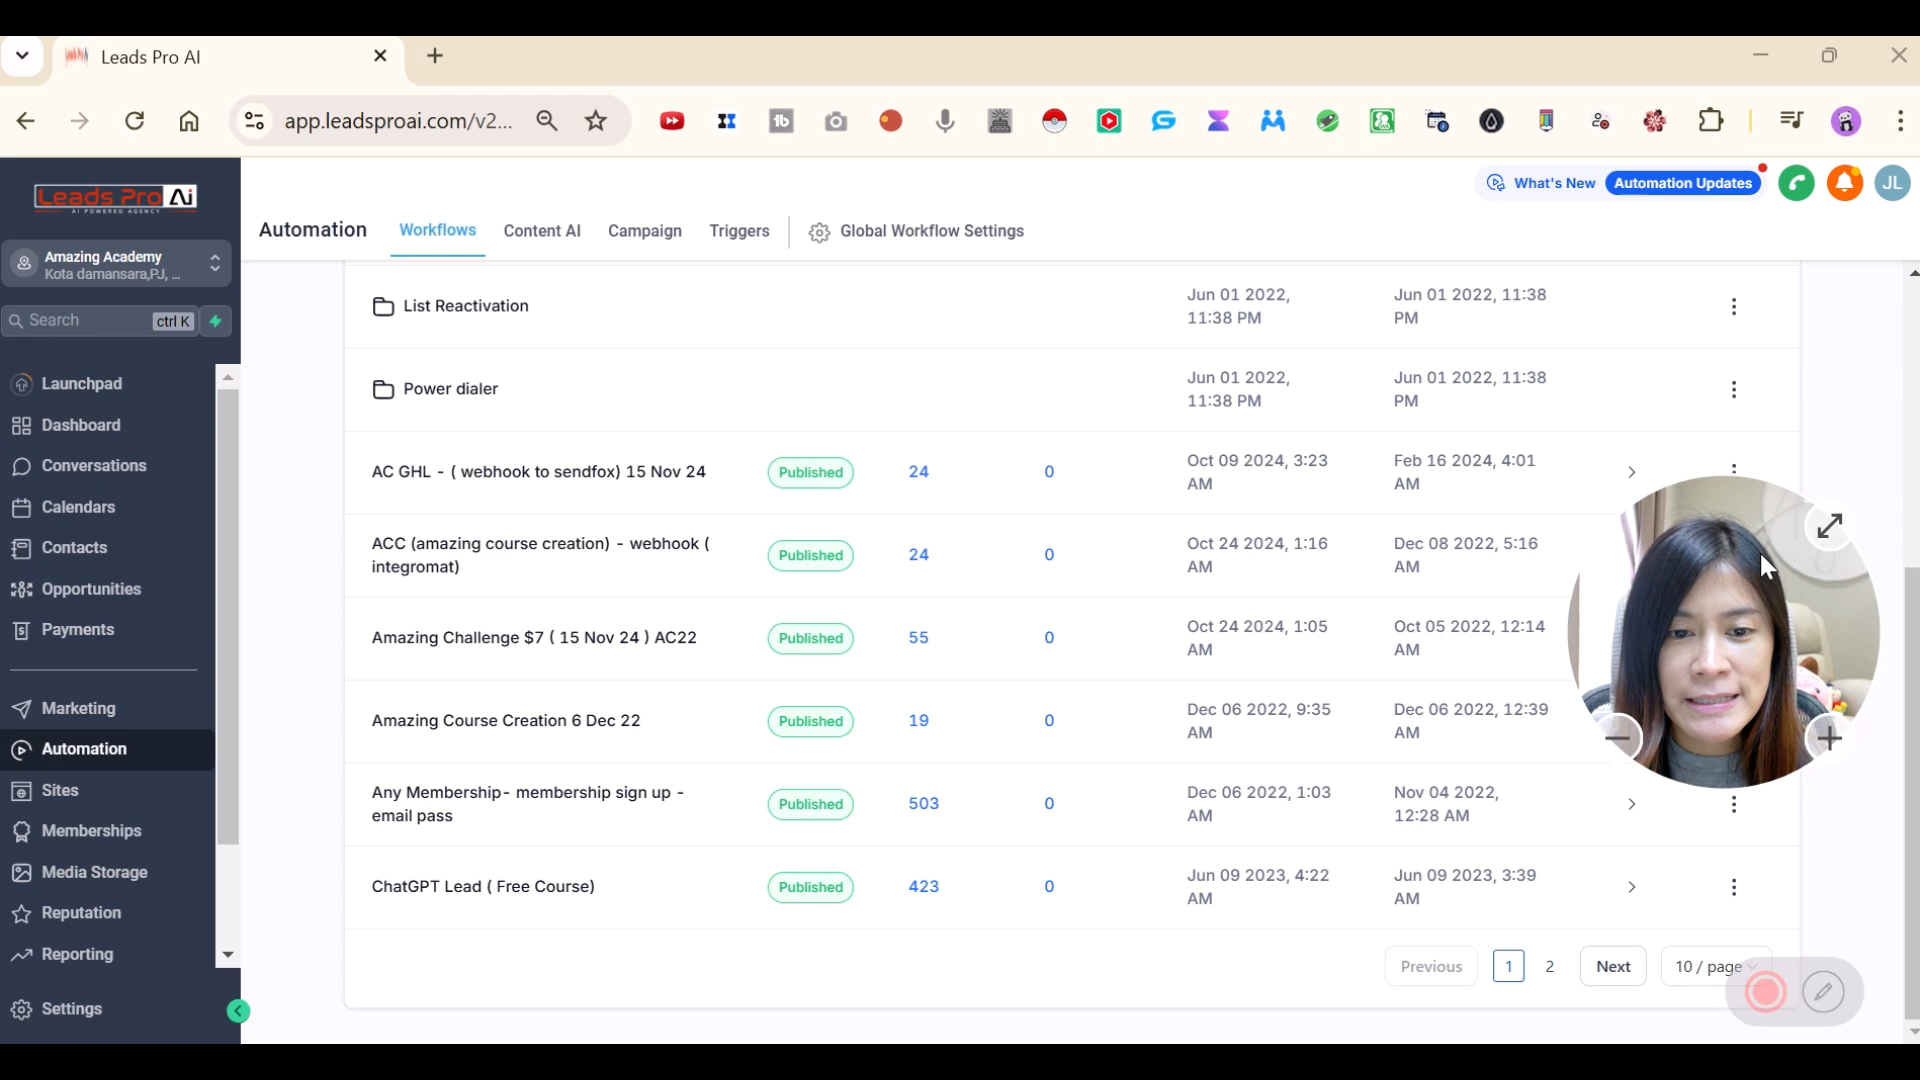 Leads Pro AI
app.leadsproai.com/v2...
Leads Pro Ai
AI POWERED AGENCY
What's New
Automation Updates
JL
Automation
Workflows
Content AI
Campaign
Triggers
Global Workflow Settings
Amazing Academy
Kota damansara,PJ, ...
Search
ctrl K
Launchpad
Dashboard
Conversations
Calendars
Contacts
Opportunities
Payments
Marketing
Automation
Sites
Memberships
Media Storage
Reputation
Reporting
Settings
List Reactivation
Jun 01 2022,
11:38 PM
Jun 01 2022, 11:38
PM
Power dialer
Jun 01 2022,
11:38 PM
Jun 01 2022, 11:38
PM
AC GHL - ( webhook to sendfox) 15 Nov 24
Published
24
0
Oct 09 2024, 3:23
AM
Feb 16 2024, 4:01
AM
ACC (amazing course creation) - webhook (
integromat)
Published
24
0
Oct 24 2024, 1:16
AM
Dec 08 2022, 5:16
AM
Amazing Challenge $7 ( 15 Nov 24 ) AC22
Published
55
0
Oct 24 2024, 1:05
AM
Oct 05 2022, 12:14
AM
Amazing Course Creation 6 Dec 22
Published
19
0
Dec 06 2022, 9:35
AM
Dec 06 2022, 12:39
AM
Any Membership- membership sign up -
email pass
Published
503
0
Dec 06 2022, 1:03
AM
Nov 04 2022,
12:28 AM
ChatGPT Lead ( Free Course)
Published
423
0
Jun 09 2023, 4:22
AM
Jun 09 2023, 3:39
AM
Previous
1
2
Next
10 / page